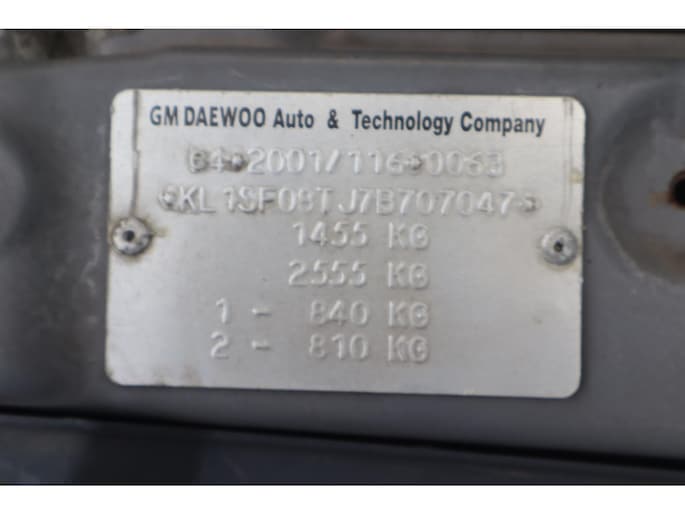 GM DAEWOO Auto & Technology Company
e4*2001/116*0063
*KL1SF08TJ7B707047*
1455 KG
2555 KG
1 - 840 KG
2 - 810 KG